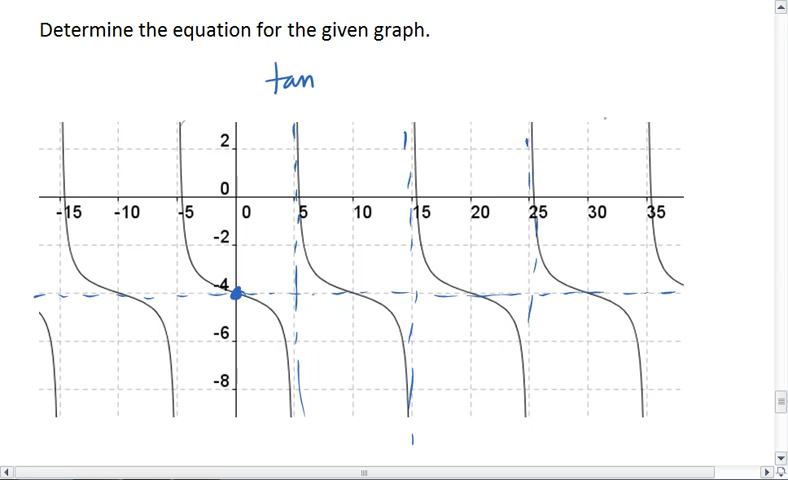 Determine the equation for the given graph.
tan
2
0
-15 -10 -5 0 5 10 15 20 25 30 35
-2
-4
-6
-8